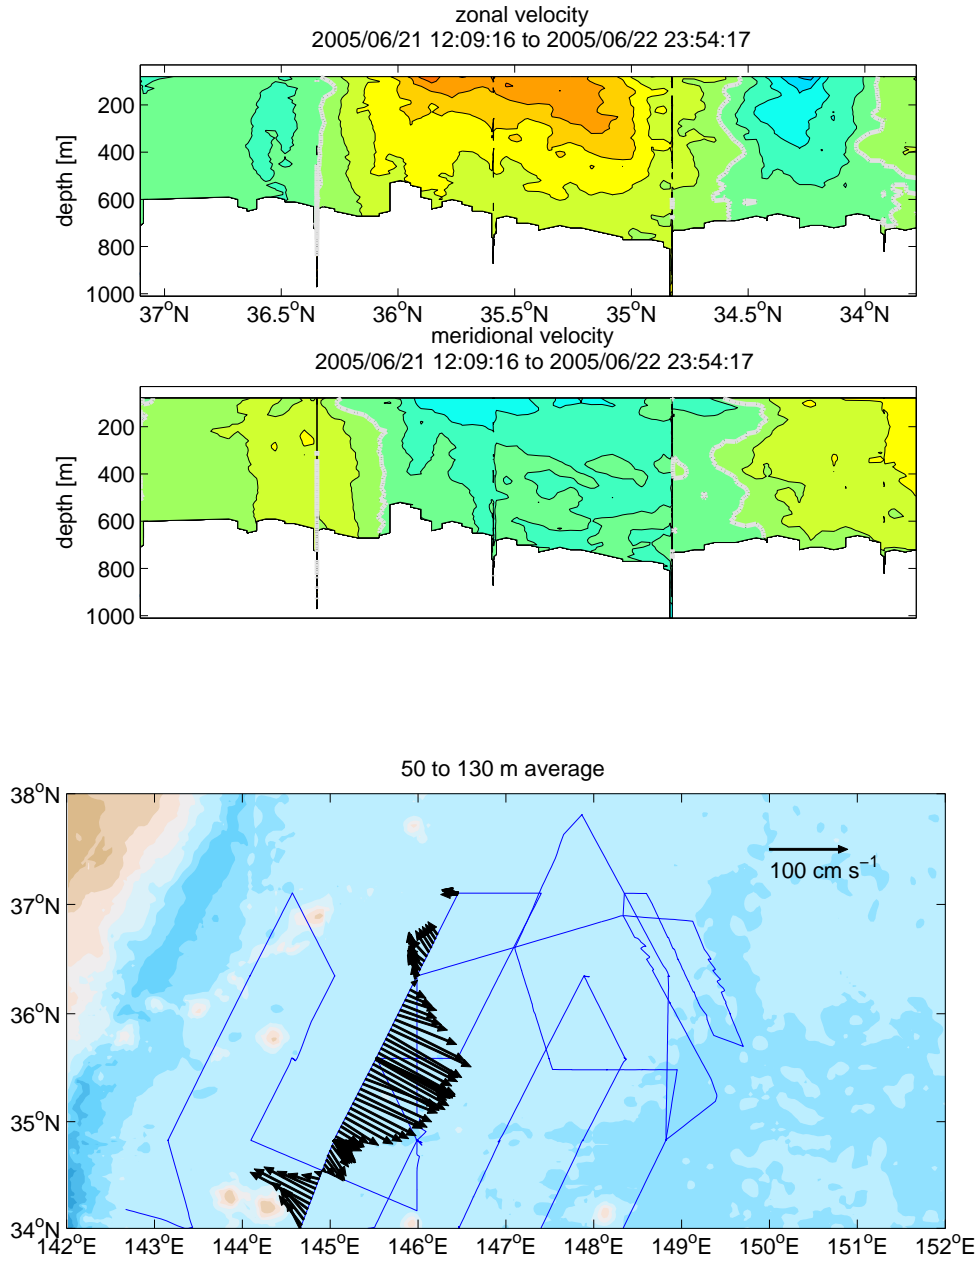 zonal velocity
2005/06/21 12:09:16 to 2005/06/22 23:54:17
depth [m]
200
400
600
800
1000
37°N 36.5°N 36°N 35.5°N 35°N 34.5°N 34°N
meridional velocity
2005/06/21 12:09:16 to 2005/06/22 23:54:17
depth [m]
200
400
600
800
1000
50 to 130 m average
38°N
37°N
36°N
35°N
34°N
100 cm s⁻¹
142°E 143°E 144°E 145°E 146°E 147°E 148°E 149°E 150°E 151°E 152°E